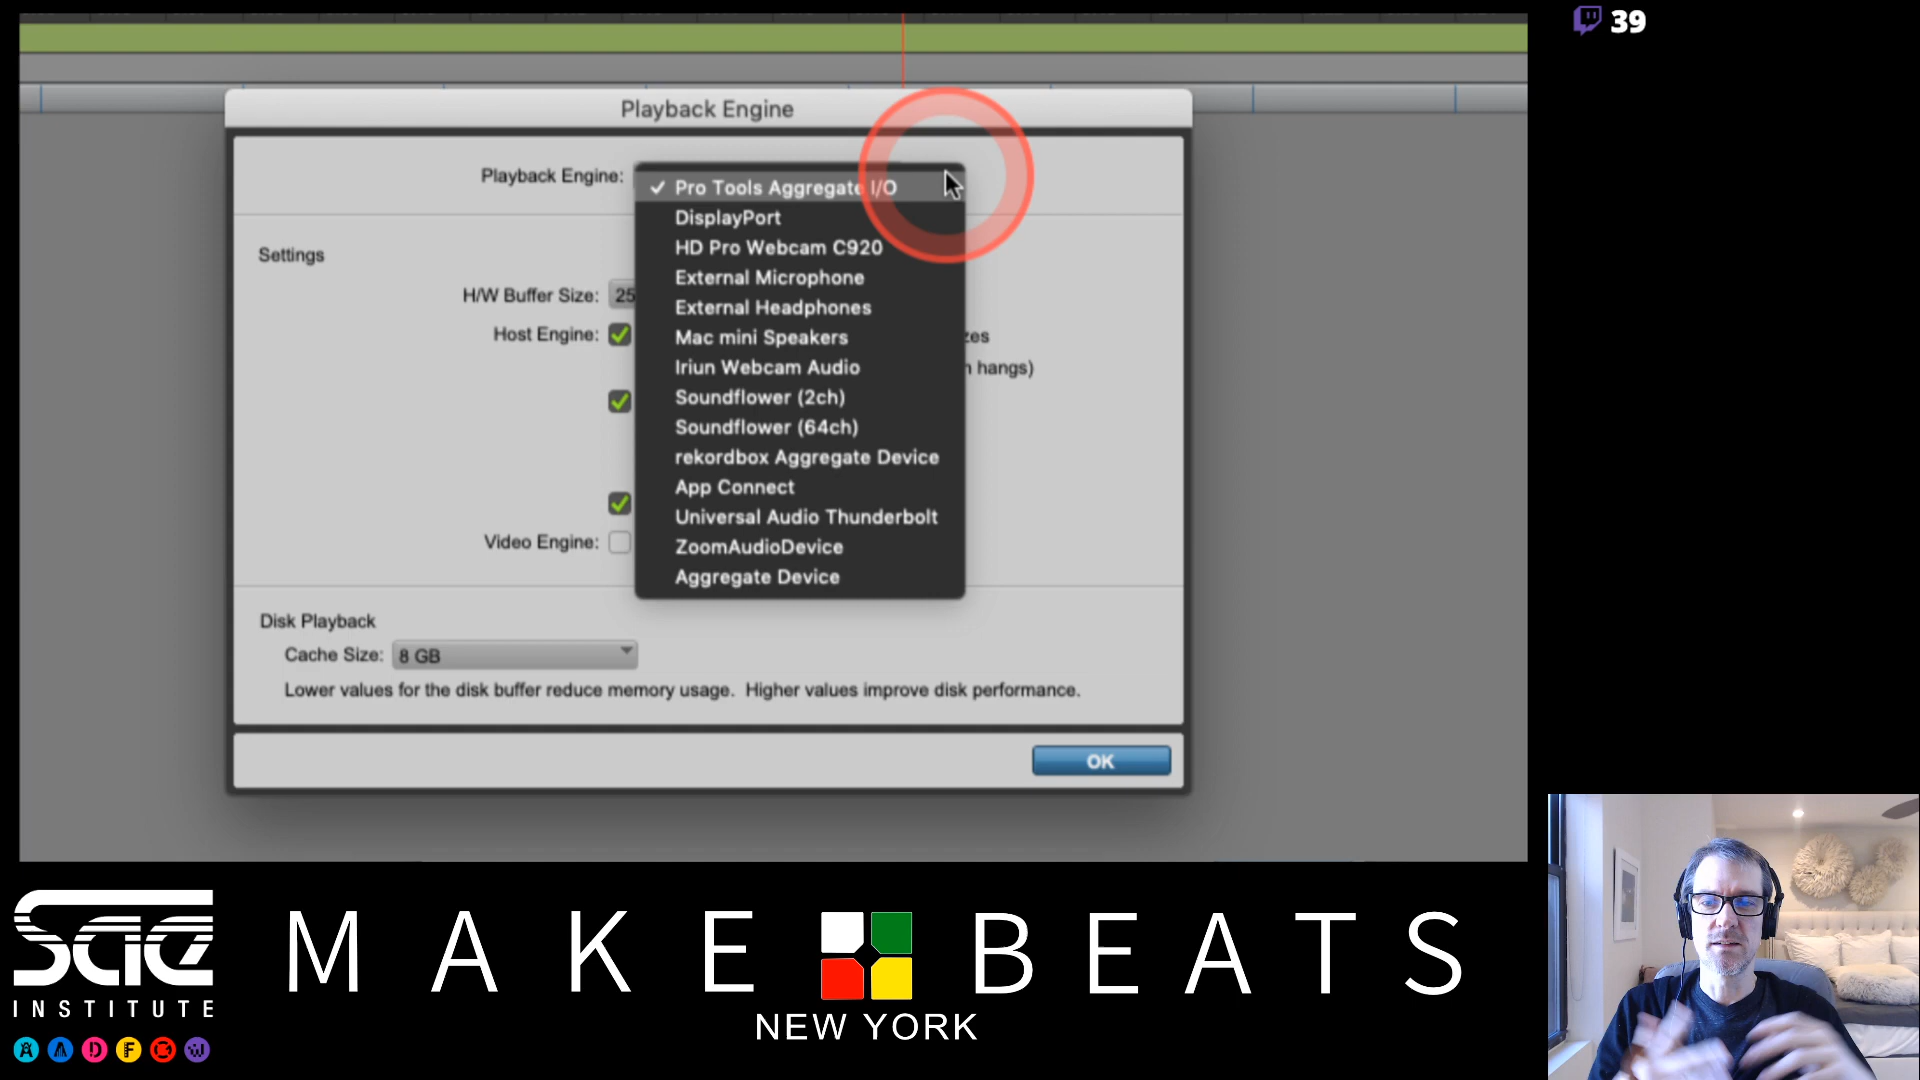 39
Playback Engine
Playback Engine:
✓ Pro Tools Aggregate I/O
DisplayPort
HD Pro Webcam C920
External Microphone
External Headphones
Mac mini Speakers
Iriun Webcam Audio
Soundflower (2ch)
Soundflower (64ch)
rekordbox Aggregate Device
App Connect
Universal Audio Thunderbolt
ZoomAudioDevice
Aggregate Device
Settings
H/W Buffer Size: 25
Host Engine:
hangs)
Video Engine:
Disk Playback
Cache Size: 8 GB
Lower values for the disk buffer reduce memory usage. Higher values improve disk performance.
OK
sae
INSTITUTE
A A D F W
MAKE BEATS
NEW YORK